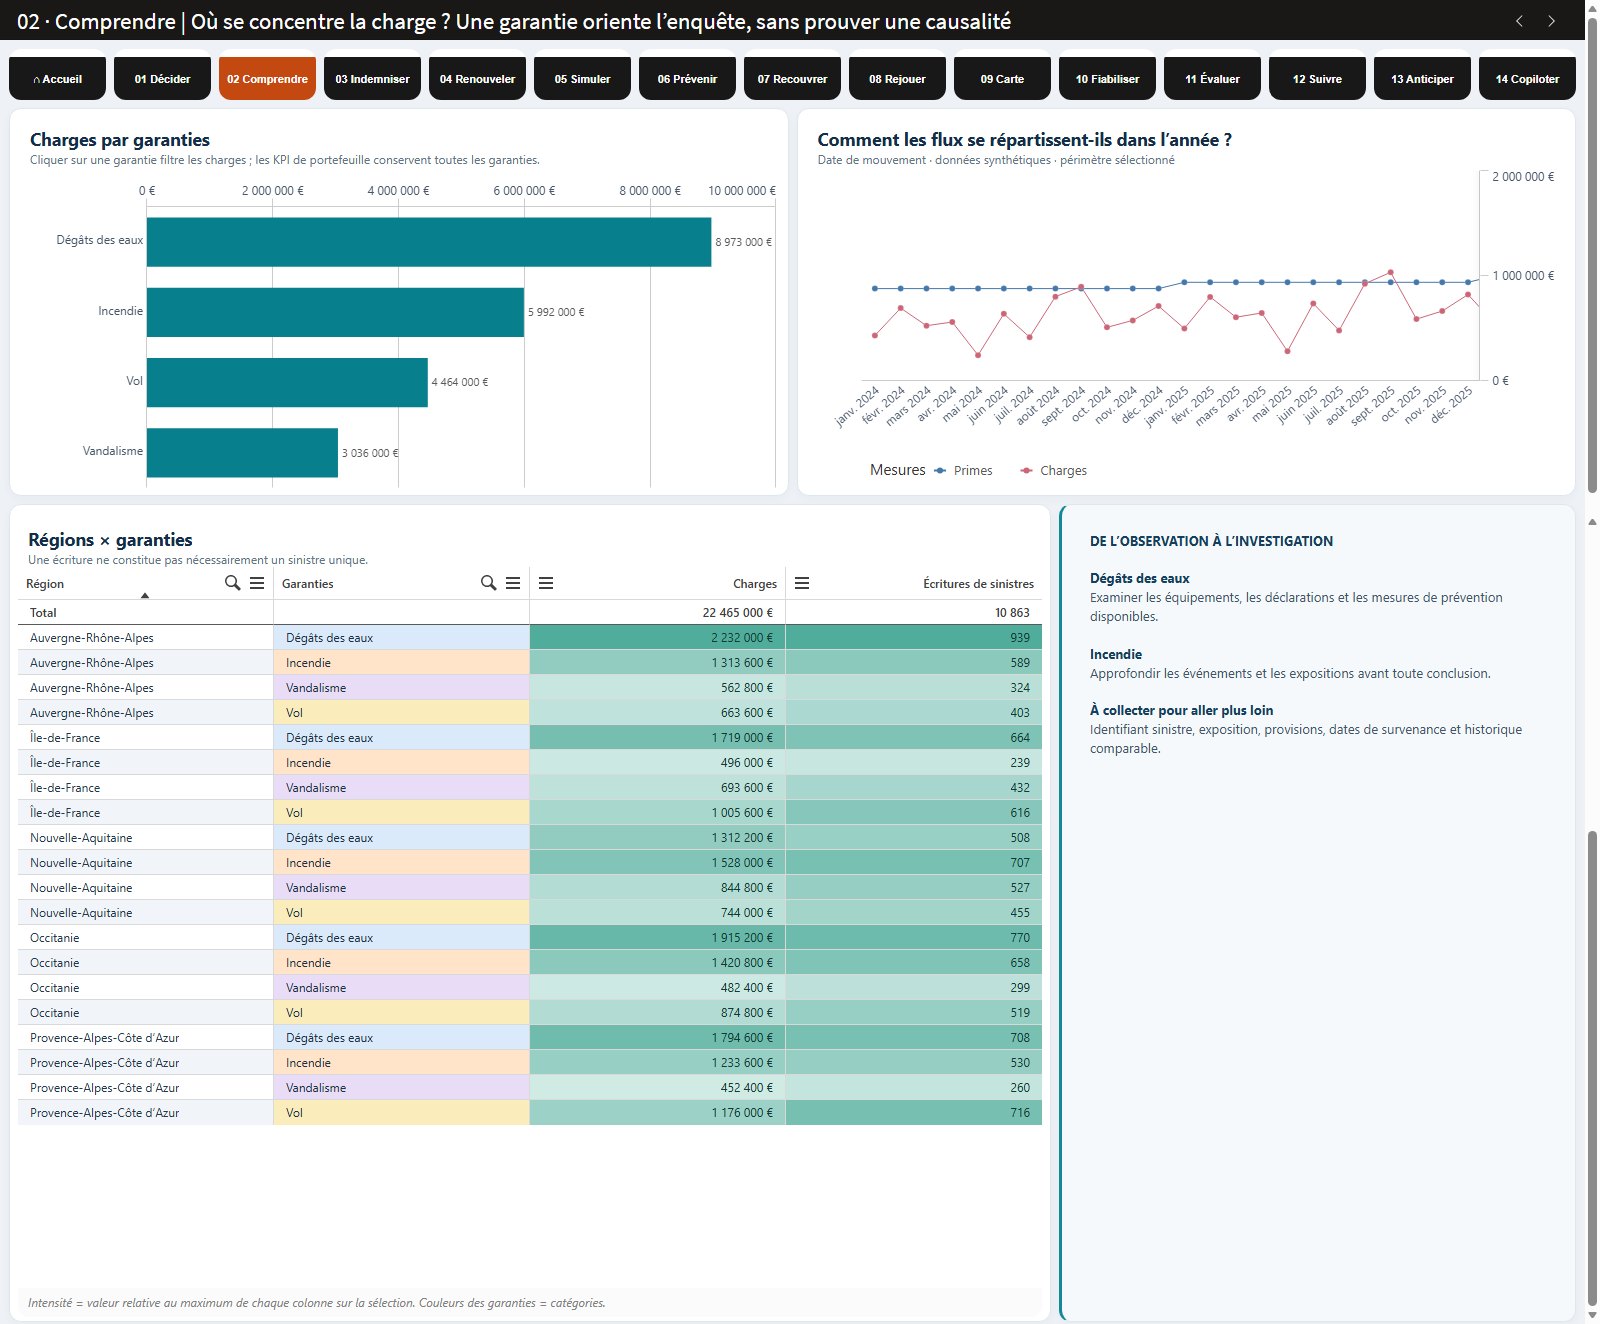 02 · Comprendre | Où se concentre la charge ? Une garantie oriente l’enquête, sans prouver une causalité
∩ Accueil
01 Décider
02 Comprendre
03 Indemniser
04 Renouveler
05 Simuler
06 Prévenir
07 Recouvrer
08 Rejouer
09 Carte
10 Fiabiliser
11 Évaluer
12 Suivre
13 Anticiper
14 Copiloter
Charges par garanties
Cliquer sur une garantie filtre les charges ; les KPI de portefeuille conservent toutes les garanties.
0 € 2 000 000 € 4 000 000 € 6 000 000 € 8 000 000 € 10 000 000 €
Dégâts des eaux 8 973 000 €
Incendie 5 992 000 €
Vol 4 464 000 €
Vandalisme 3 036 000 €
Comment les flux se répartissent-ils dans l’année ?
Date de mouvement · données synthétiques · périmètre sélectionné
2 000 000 €
1 000 000 €
0 €
janv. 2024 févr. 2024 mars 2024 avr. 2024 mai 2024 juin 2024 juil. 2024 août 2024 sept. 2024 oct. 2024 nov. 2024 déc. 2024 janv. 2025 févr. 2025 mars 2025 avr. 2025 mai 2025 juin 2025 juil. 2025 août 2025 sept. 2025 oct. 2025 nov. 2025 déc. 2025
Mesures Primes Charges
Régions × garanties
Une écriture ne constitue pas nécessairement un sinistre unique.
Région Garanties Charges Écritures de sinistres
Total 22 465 000 € 10 863
Auvergne-Rhône-Alpes Dégâts des eaux 2 232 000 € 939
Auvergne-Rhône-Alpes Incendie 1 313 600 € 589
Auvergne-Rhône-Alpes Vandalisme 562 800 € 324
Auvergne-Rhône-Alpes Vol 663 600 € 403
Île-de-France Dégâts des eaux 1 719 000 € 664
Île-de-France Incendie 496 000 € 239
Île-de-France Vandalisme 693 600 € 432
Île-de-France Vol 1 005 600 € 616
Nouvelle-Aquitaine Dégâts des eaux 1 312 200 € 508
Nouvelle-Aquitaine Incendie 1 528 000 € 707
Nouvelle-Aquitaine Vandalisme 844 800 € 527
Nouvelle-Aquitaine Vol 744 000 € 455
Occitanie Dégâts des eaux 1 915 200 € 770
Occitanie Incendie 1 420 800 € 658
Occitanie Vandalisme 482 400 € 299
Occitanie Vol 874 800 € 519
Provence-Alpes-Côte d’Azur Dégâts des eaux 1 794 600 € 708
Provence-Alpes-Côte d’Azur Incendie 1 233 600 € 530
Provence-Alpes-Côte d’Azur Vandalisme 452 400 € 260
Provence-Alpes-Côte d’Azur Vol 1 176 000 € 716
Intensité = valeur relative au maximum de chaque colonne sur la sélection. Couleurs des garanties = catégories.
DE L’OBSERVATION À L’INVESTIGATION
Dégâts des eaux
Examiner les équipements, les déclarations et les mesures de prévention
disponibles.
Incendie
Approfondir les événements et les expositions avant toute conclusion.
À collecter pour aller plus loin
Identifiant sinistre, exposition, provisions, dates de survenance et historique
comparable.